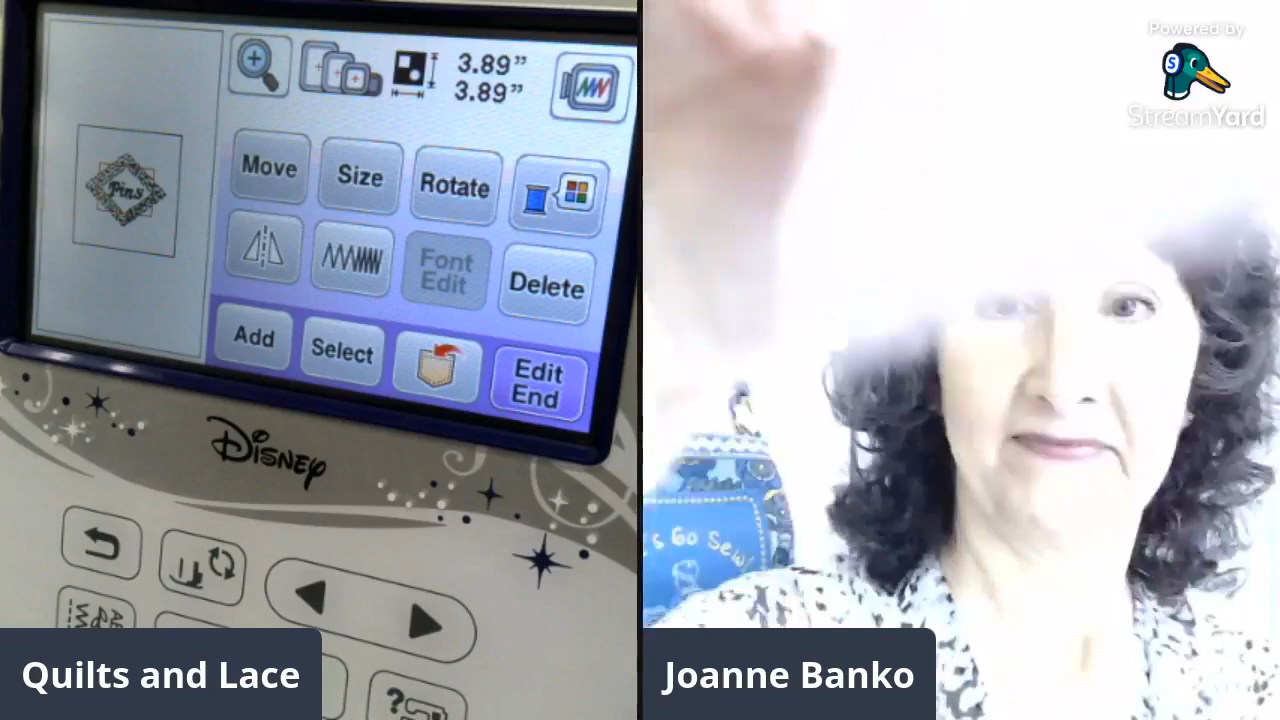 3.89”
3.89”
Pins
Move
Size
Rotate
Font
Edit
Delete
Add
Select
Edit
End
Disney
Quilts and Lace
Powered by
StreamYard
Go Sew!
Joanne Banko